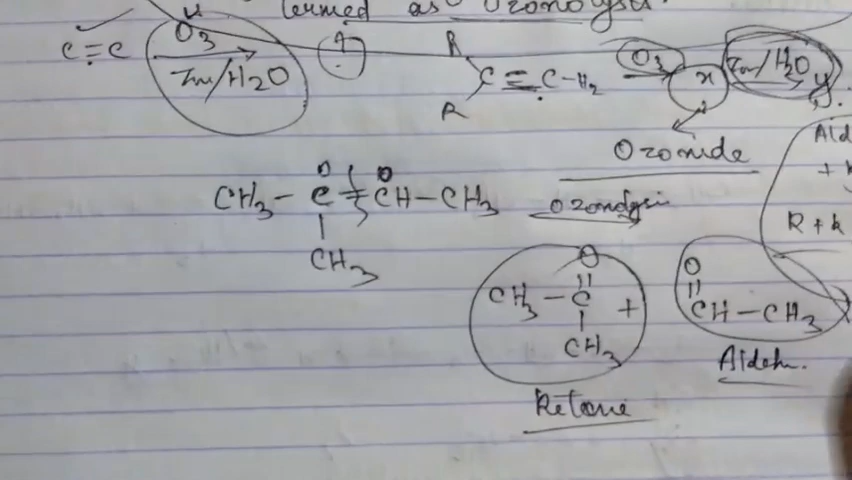 termed as Ozonolysis
C=C O3 Zn/H2O A R C=C-H2 O3 x Zn/H2O y.
R
Ozonide
CH3-C=CH-CH3 ozonolysis
CH3
Ald
+ k
R + k
O O
CH3-C + CH-CH3
CH3
Aldeh.
Ketone